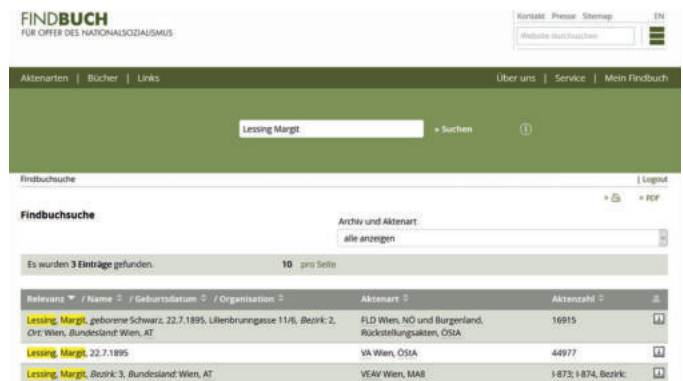 FINDBUCH
FÜR OPFER DES NATIONALSOZIALISMUS
Kontakt Presse Sitemap EN
Website durchsuchen
Aktenarten | Bücher | Links
Über uns | Service | Mein Findbuch
Lessing Margit
» Suchen
Findbuchsuche
| Logout
» PDF
Findbuchsuche
Archiv und Aktenart
alle anzeigen
Es wurden 3 Einträge gefunden.
10 pro Seite
Relevanz / Name / Geburtsdatum / Organisation Aktenart Aktenzahl
Lessing, Margit, geborene Schwarz, 22.7.1895, Lilienbrunngasse 11/6, Bezirk: 2, FLD Wien, NÖ und Burgenland, 16915
Ort: Wien, Bundesland: Wien, AT Rückstellungsakten, ÖStA
Lessing, Margit, 22.7.1895 VA Wien, ÖStA 44977
Lessing, Margit, Bezirk: 3, Bundesland: Wien, AT VEAV Wien, MA8 I-873; I-874, Bezirk: